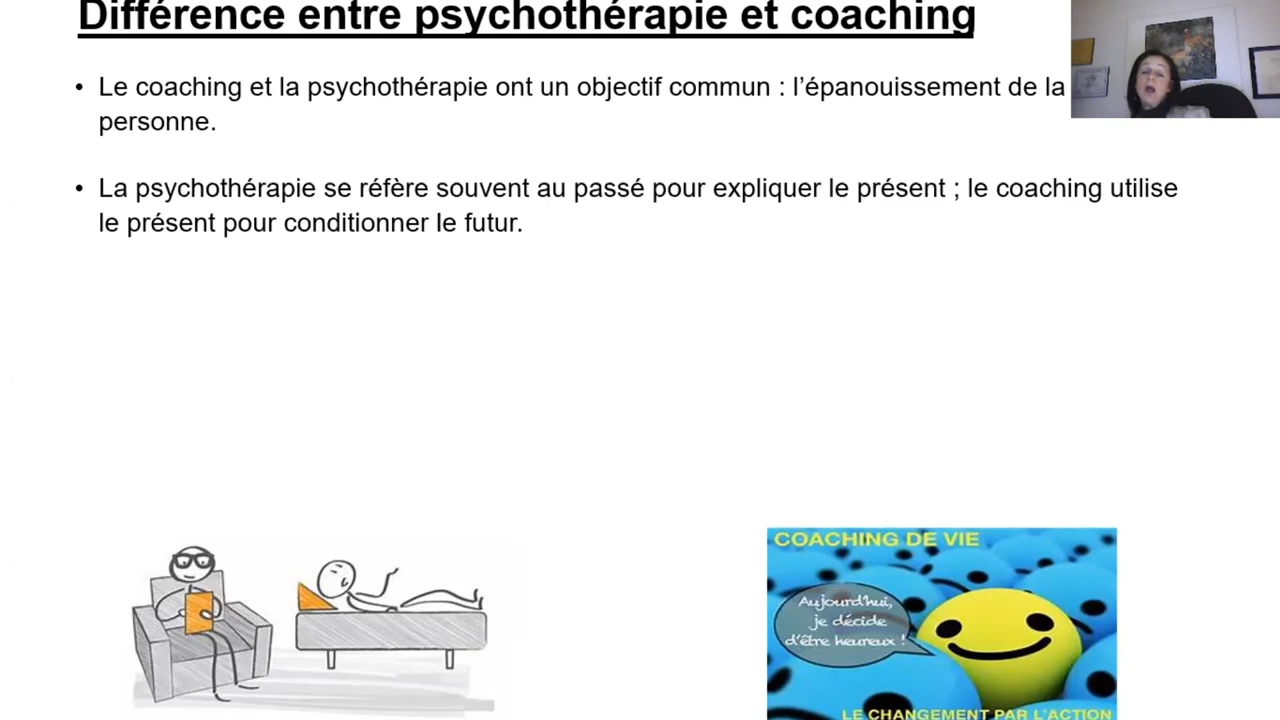 Différence entre psychothérapie et coaching
• Le coaching et la psychothérapie ont un objectif commun : l’épanouissement de la
personne.
• La psychothérapie se réfère souvent au passé pour expliquer le présent ; le coaching utilise
le présent pour conditionner le futur.
COACHING DE VIE
Aujourd'hui,
je décide
d'être heureux !
LE CHANGEMENT PAR L'ACTION